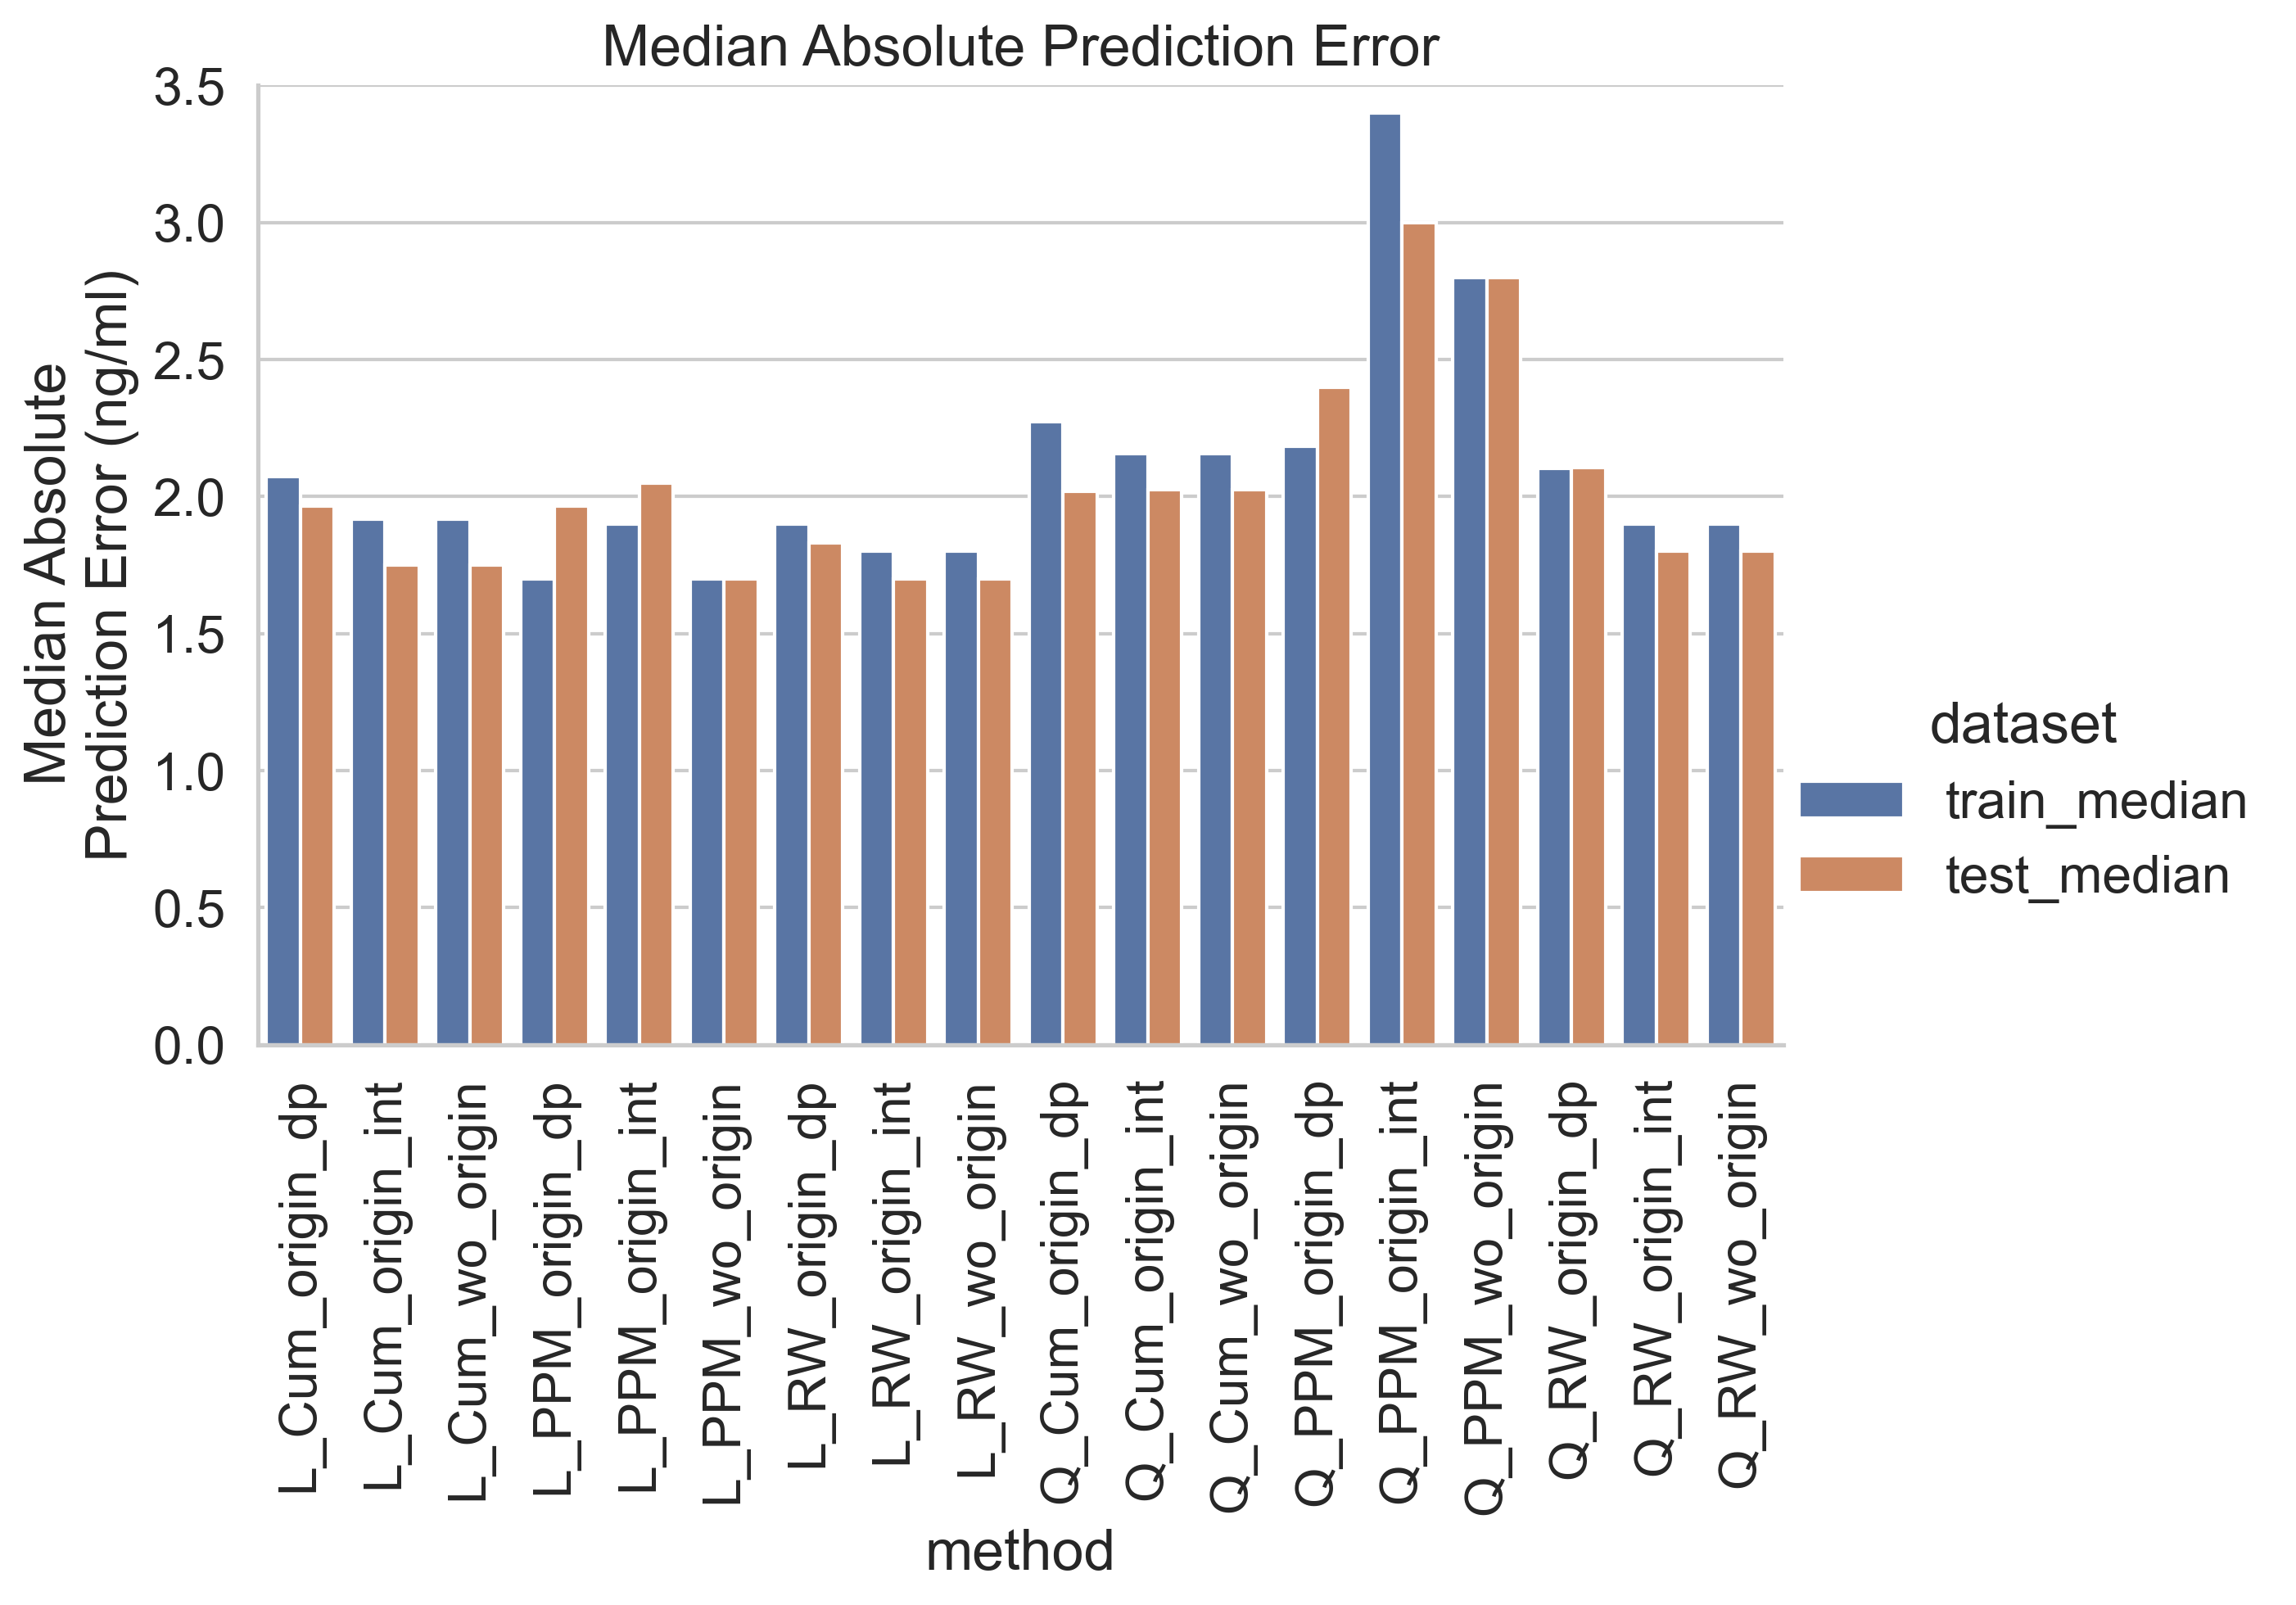 Median Absolute Prediction Error
Median Absolute
Prediction Error (ng/ml)
3.5
3.0
2.5
2.0
1.5
1.0
0.5
0.0
L_Cum_origin_dp
L_Cum_origin_int
L_Cum_wo_origin
L_PPM_origin_dp
L_PPM_origin_int
L_PPM_wo_origin
L_RW_origin_dp
L_RW_origin_int
L_RW_wo_origin
Q_Cum_origin_dp
Q_Cum_origin_int
Q_Cum_wo_origin
Q_PPM_origin_dp
Q_PPM_origin_int
Q_PPM_wo_origin
Q_RW_origin_dp
Q_RW_origin_int
Q_RW_wo_origin
method
dataset
train_median
test_median